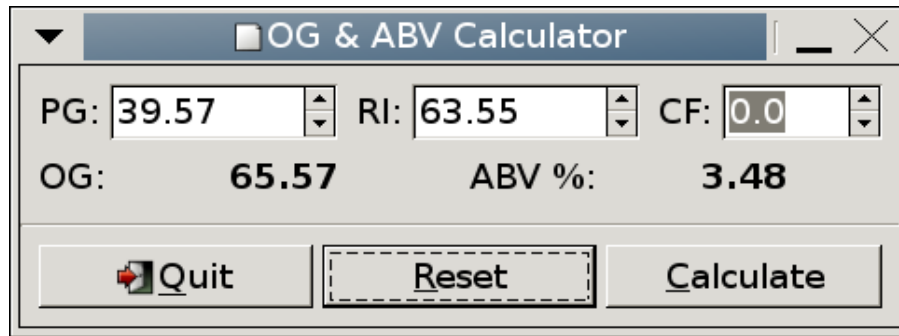 OG & ABV Calculator
PG: 39.57 RI: 63.55 CF: 0.0
OG: 65.57 ABV %: 3.48
Quit Reset Calculate